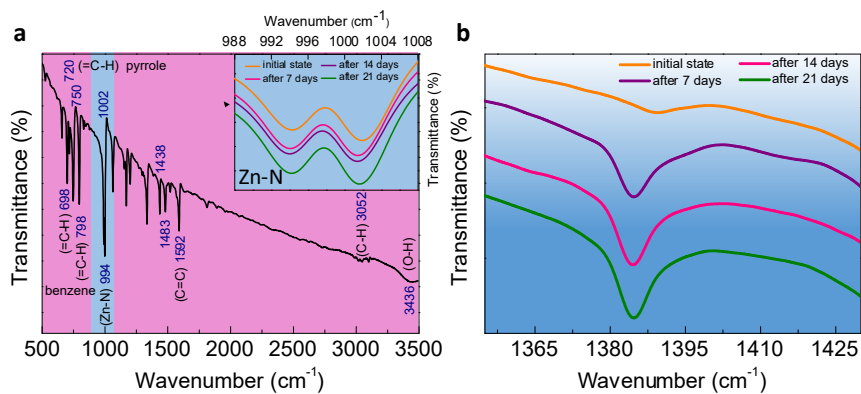 a
Wavenumber (cm-1)
988 992 996 1000 1004 1008
initial state
after 14 days
after 7 days
after 21 days
Zn-N
Transmittance (%)
720 (=C-H) pyrrole
750
1002
1438
698 (=C-H)
798 (=C-H)
benzene
994 (Zn-N)
1483
1592
(C=C)
3052 (C-H)
(O-H)
3436
Transmittance (%)
500 1000 1500 2000 2500 3000 3500
Wavenumber (cm-1)
b
initial state
after 14 days
after 7 days
after 21 days
Transmittance (%)
1365 1380 1395 1410 1425
Wavenumber (cm-1)